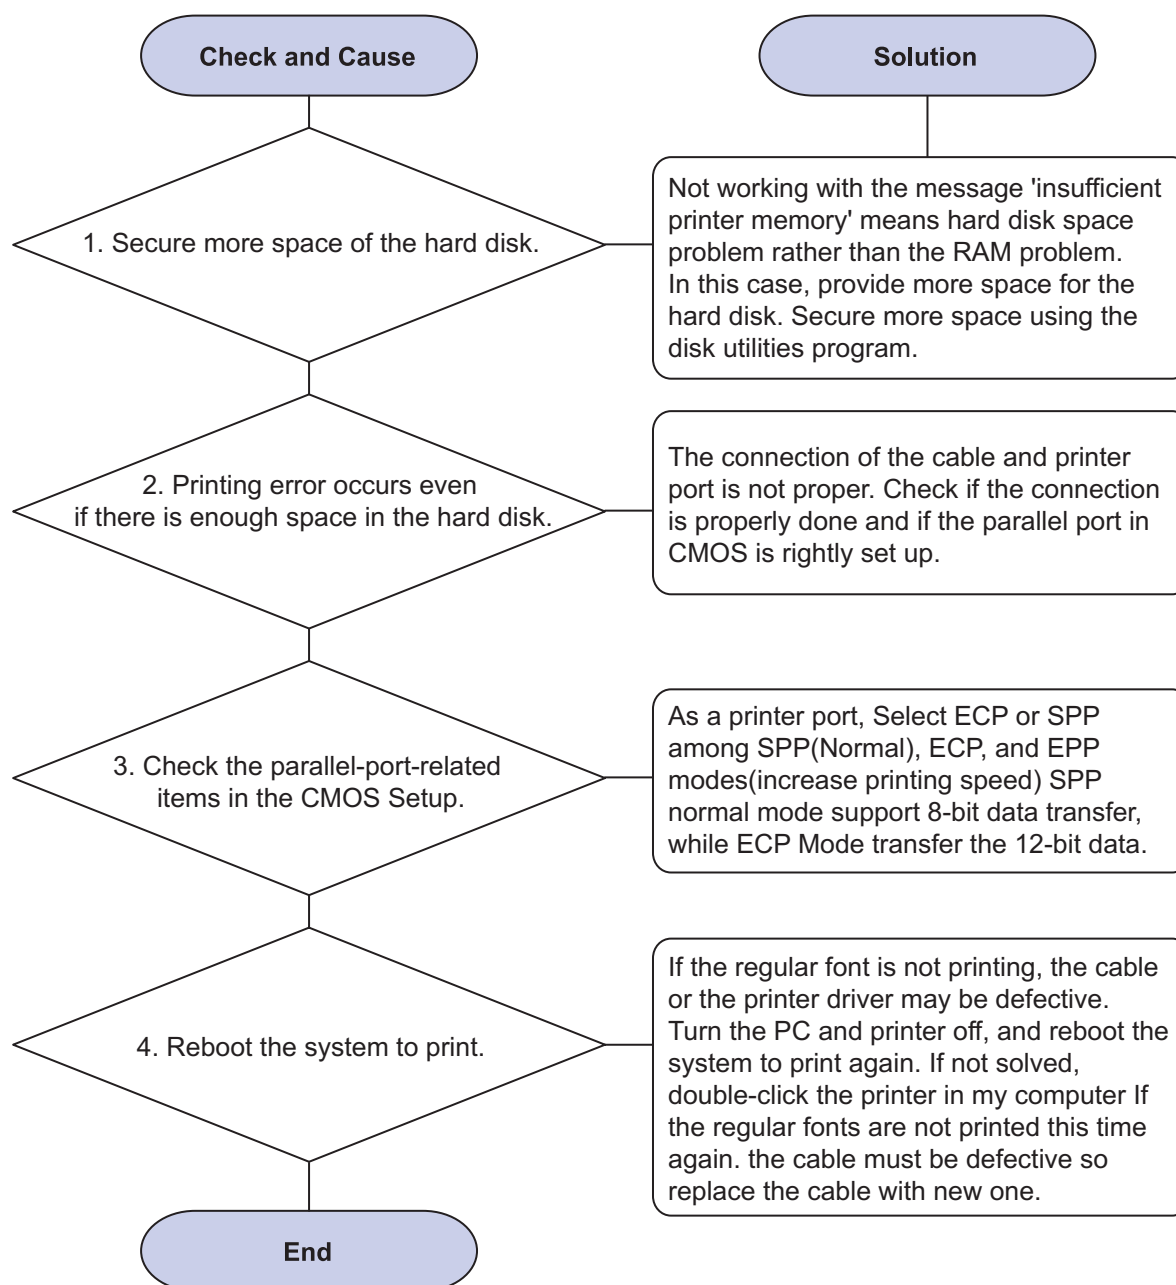 Check and Cause
Solution
1. Secure more space of the hard disk.
Not working with the message 'insufficient
printer memory' means hard disk space
problem rather than the RAM problem.
In this case, provide more space for the
hard disk. Secure more space using the
disk utilities program.
2. Printing error occurs even
if there is enough space in the hard disk.
The connection of the cable and printer
port is not proper. Check if the connection
is properly done and if the parallel port in
CMOS is rightly set up.
3. Check the parallel-port-related
items in the CMOS Setup.
As a printer port, Select ECP or SPP
among SPP(Normal), ECP, and EPP
modes(increase printing speed) SPP
normal mode support 8-bit data transfer,
while ECP Mode transfer the 12-bit data.
4. Reboot the system to print.
If the regular font is not printing, the cable
or the printer driver may be defective.
Turn the PC and printer off, and reboot the
system to print again. If not solved,
double-click the printer in my computer If
the regular fonts are not printed this time
again. the cable must be defective so
replace the cable with new one.
End